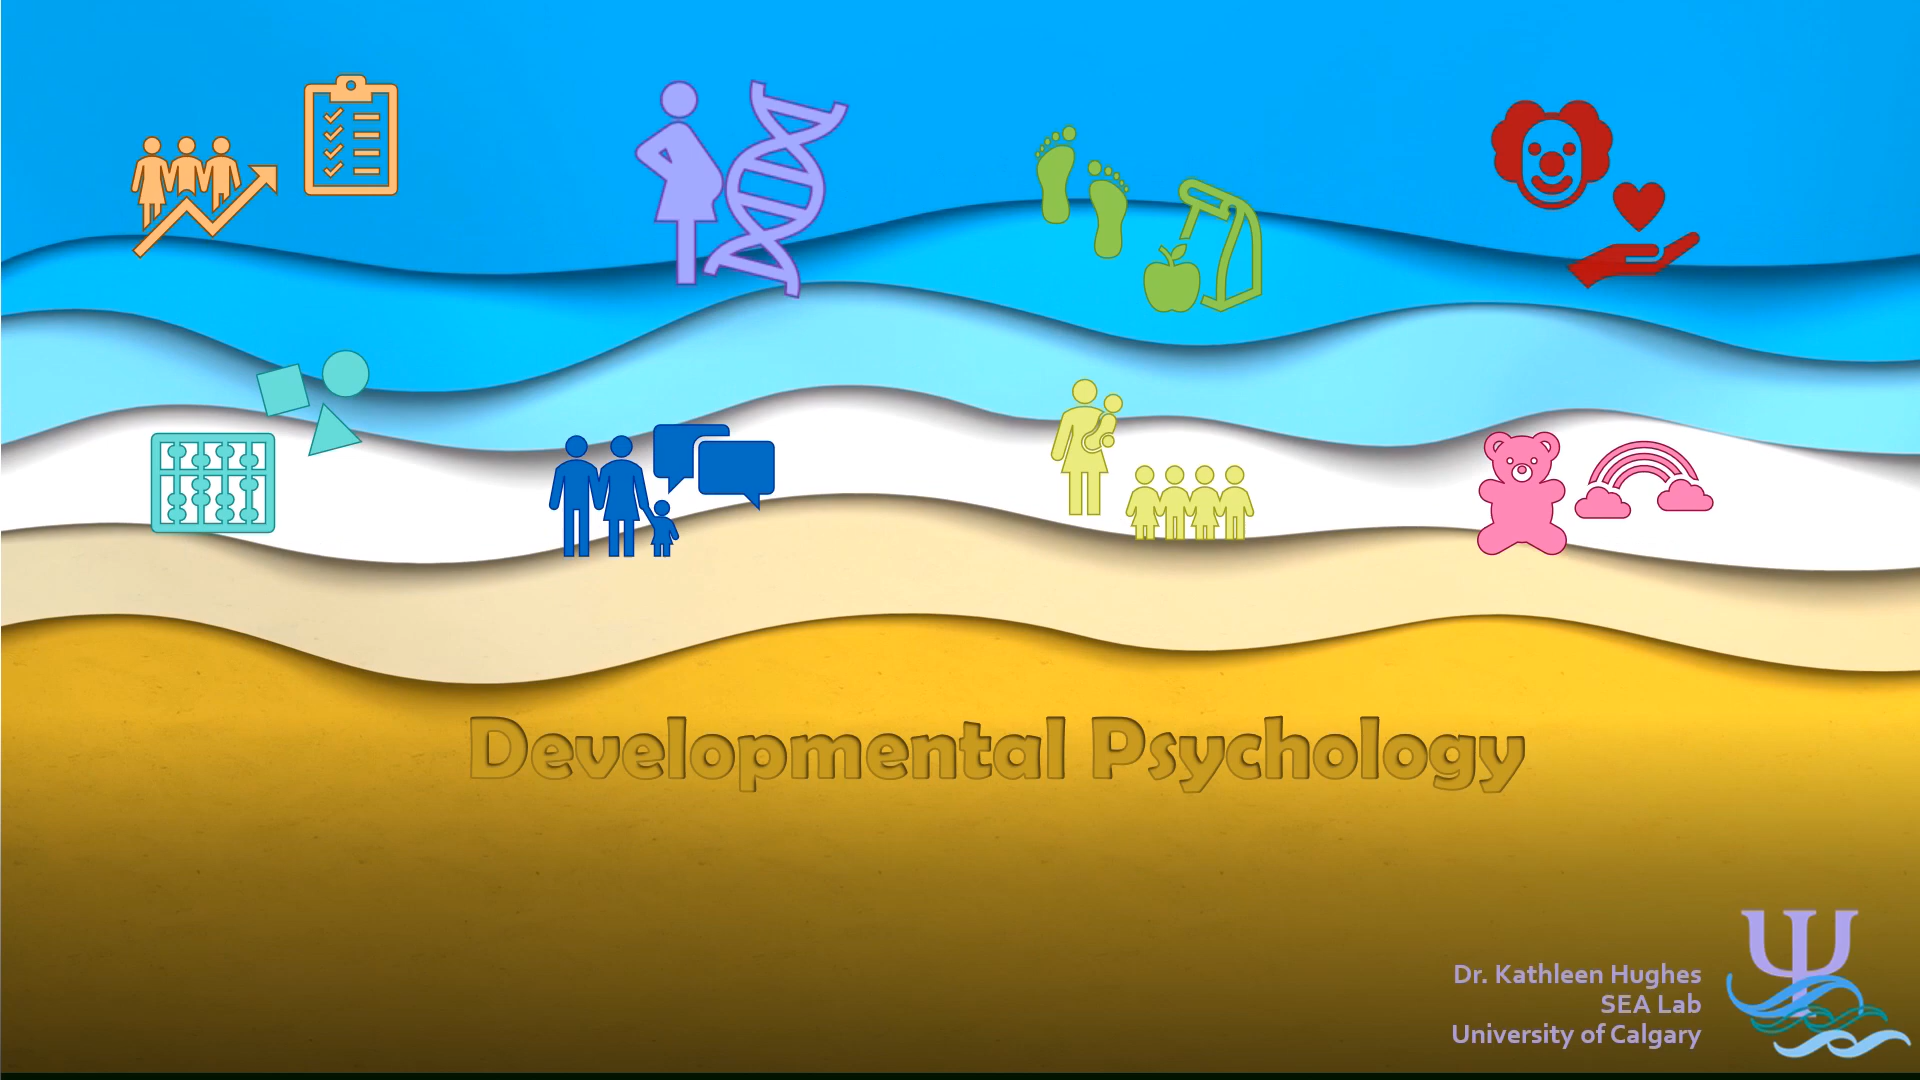 Developmental Psychology
Dr. Kathleen Hughes
SEA Lab
University of Calgary